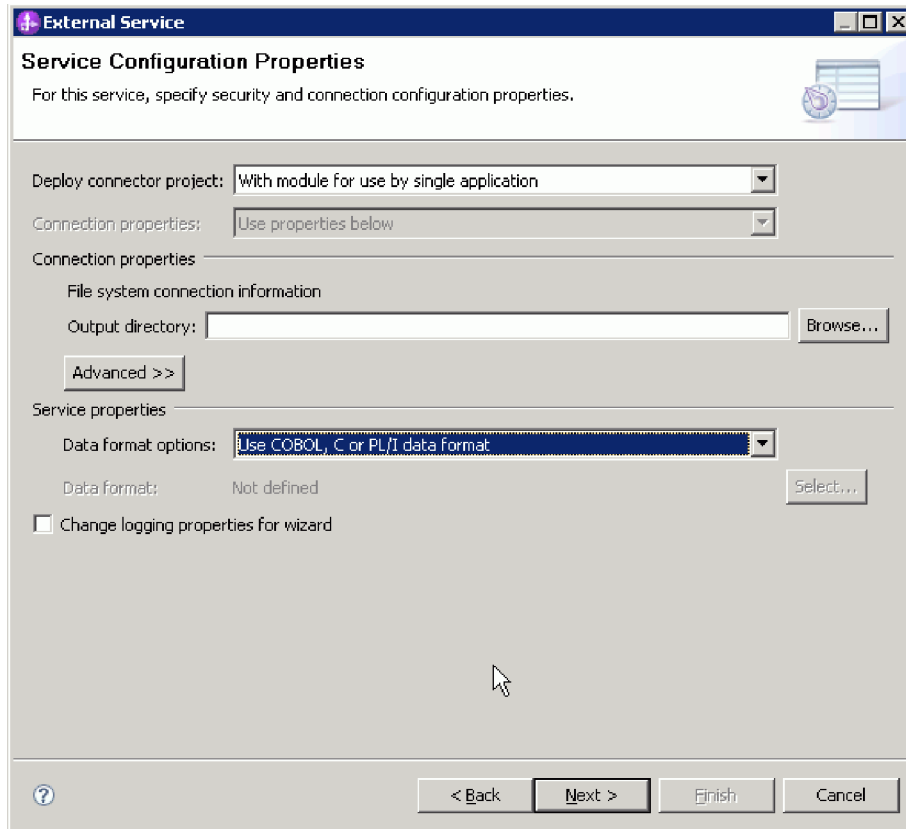 External Service
Service Configuration Properties
For this service, specify security and connection configuration properties.
Deploy connector project: With module for use by single application
Connection properties: Use properties below
Connection properties
File system connection information
Output directory: Browse...
Advanced >>
Service properties
Data format options: Use COBOL, C or PL/I data format
Data format: Not defined Select...
Change logging properties for wizard
? < Back Next > Finish Cancel